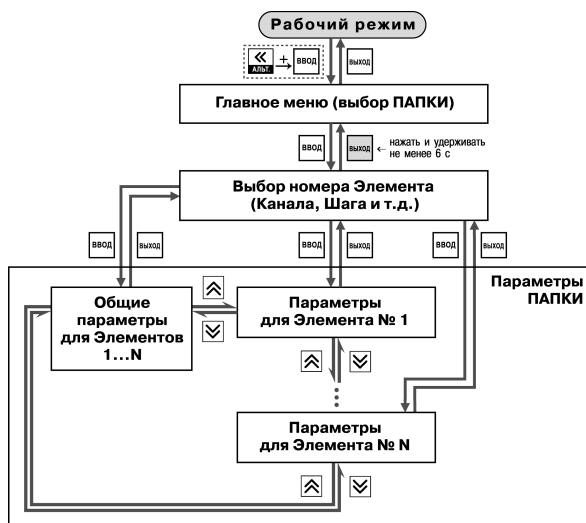 Рабочий режим
АЛЬТ.
+
ВВОД
ВЫХОД
Главное меню (выбор ПАПКИ)
ВВОД
ВЫХОД
← нажать и удерживать
не менее 6 с
Выбор номера Элемента
(Канала, Шага и т.д.)
ВВОД
ВЫХОД
ВВОД
ВЫХОД
ВВОД
ВЫХОД
Параметры
ПАПКИ
Общие
параметры
для Элементов
1...N
Параметры
для Элемента № 1
Параметры
для Элемента № N